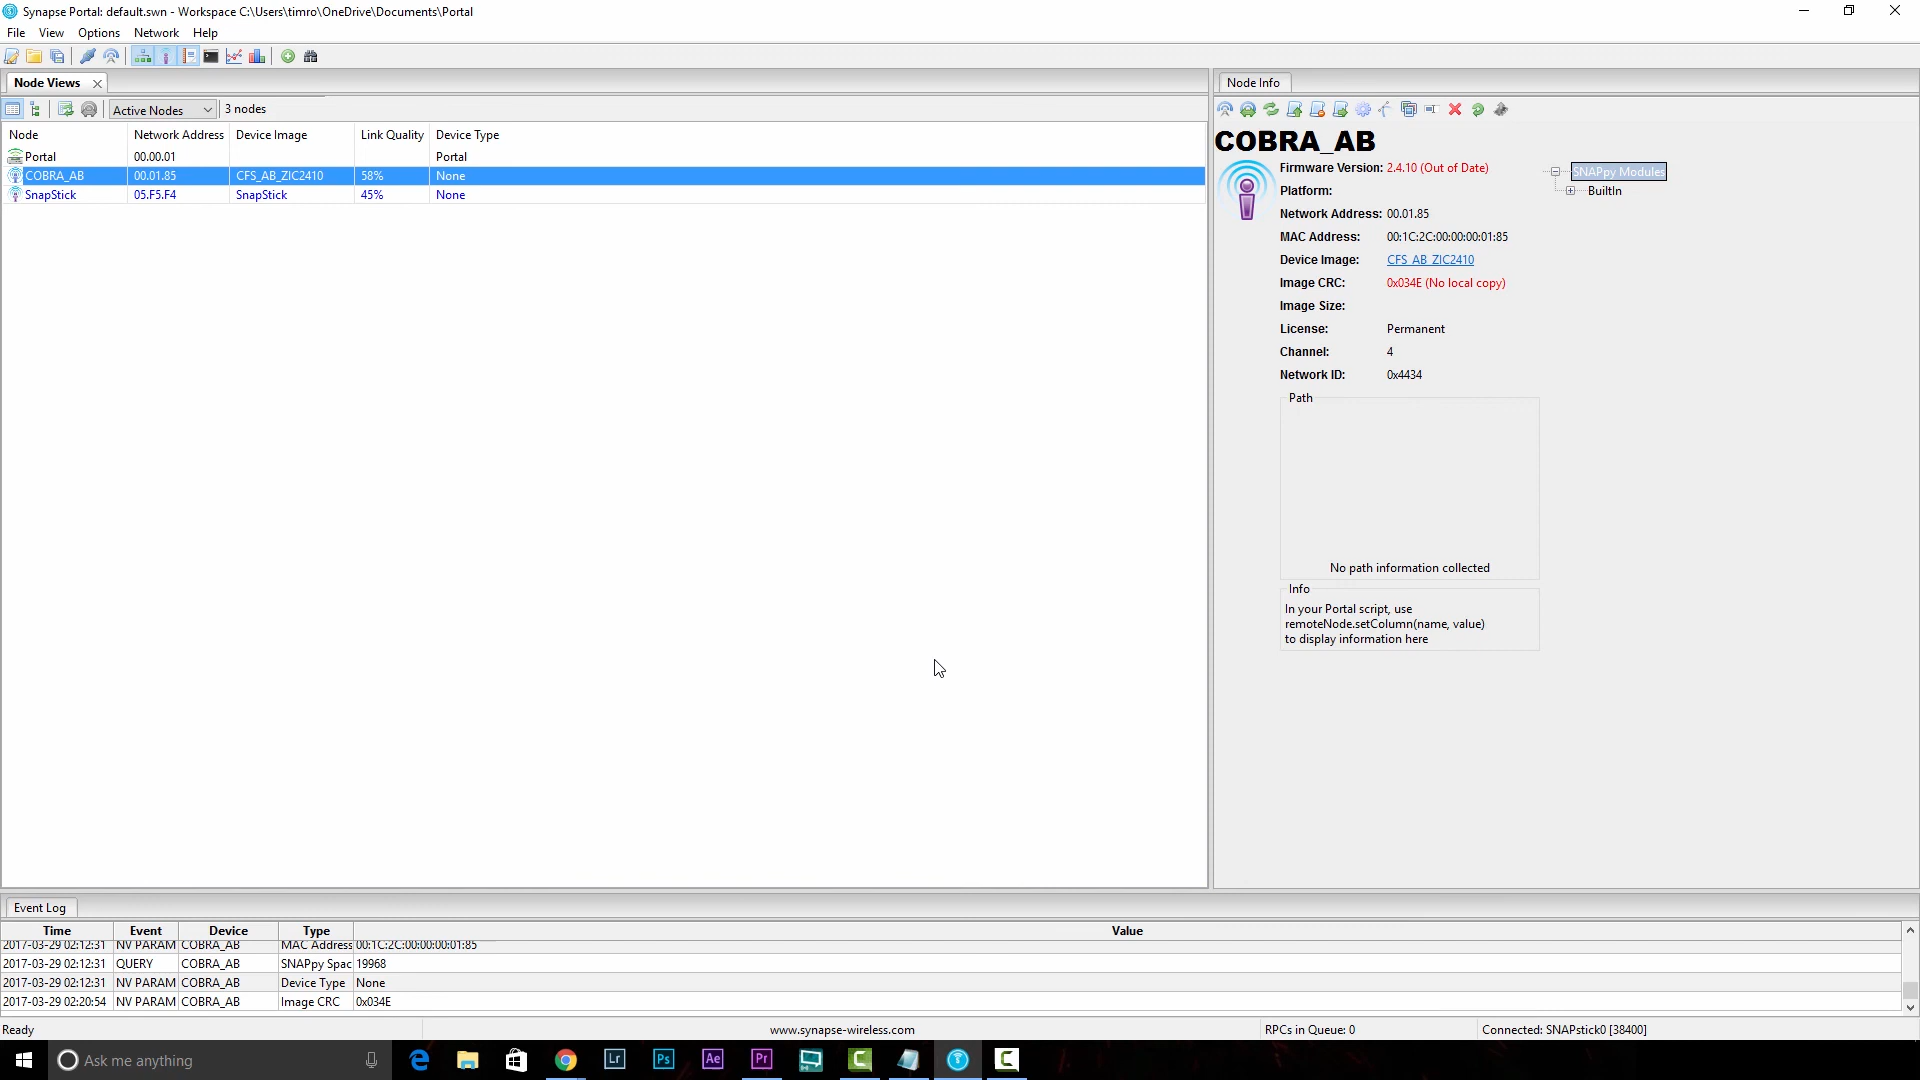 Synapse Portal: default.swn - Workspace C:\Users\timro\OneDrive\Documents\Portal
File View Options Network Help
Node Views
Active Nodes 3 nodes
Node Network Address Device Image Link Quality Device Type
Portal 00.00.01 Portal
COBRA_AB 00.01.85 CFS_AB_ZIC2410 58% None
SnapStick 05.F5.F4 SnapStick 45% None
Node Info
COBRA_AB
Firmware Version: 2.4.10 (Out of Date)
Platform:
Network Address: 00.01.85
MAC Address: 00:1C:2C:00:00:00:01:85
Device Image: CFS_AB_ZIC2410
Image CRC: 0x034E (No local copy)
Image Size:
License: Permanent
Channel: 4
Network ID: 0x4434
Path
No path information collected
Info
In your Portal script, use
remoteNode.setColumn(name, value)
to display information here
SNAPpy Modules
BuiltIn
Event Log
Time Event Device Type Value
2017-03-29 02:12:31 NV PARAM COBRA_AB MAC Address 00:1C:2C:00:00:00:01:85
2017-03-29 02:12:31 QUERY COBRA_AB SNAPpy Spac 19968
2017-03-29 02:12:31 NV PARAM COBRA_AB Device Type None
2017-03-29 02:20:54 NV PARAM COBRA_AB Image CRC 0x034E
Ready www.synapse-wireless.com RPCs in Queue: 0 Connected: SNAPstick0 [38400]
Ask me anything
Lr Ps Ae Pr